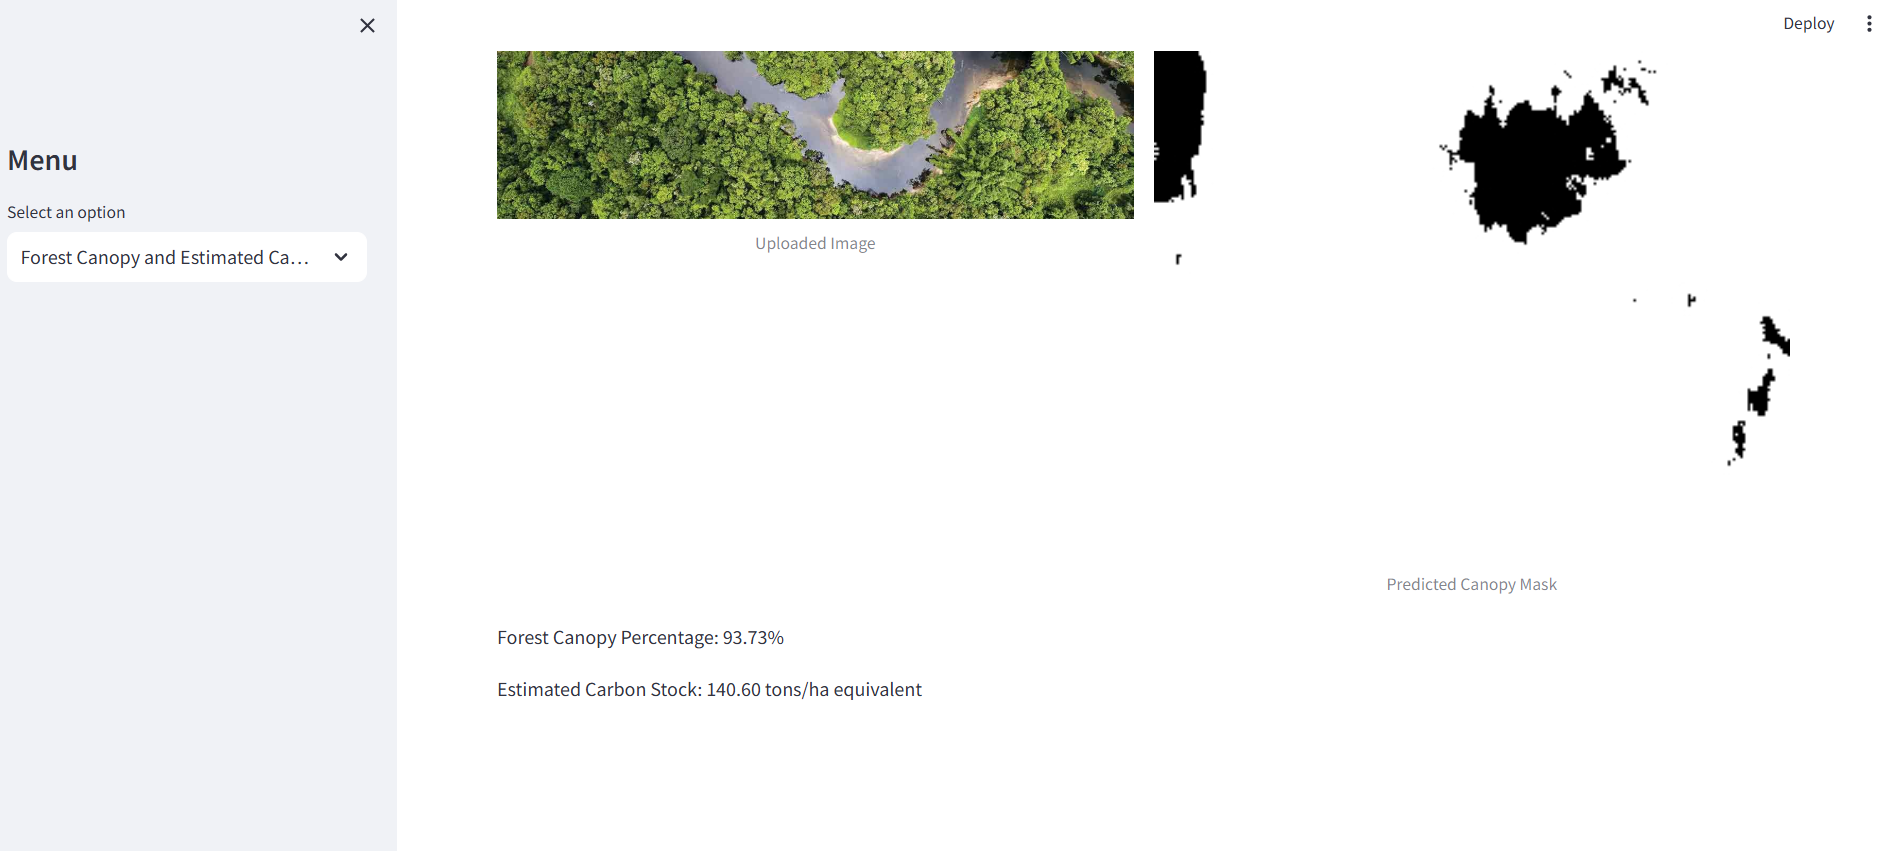 Deploy
Menu
Select an option
Forest Canopy and Estimated Ca...
Uploaded Image
Predicted Canopy Mask
Forest Canopy Percentage: 93.73%
Estimated Carbon Stock: 140.60 tons/ha equivalent